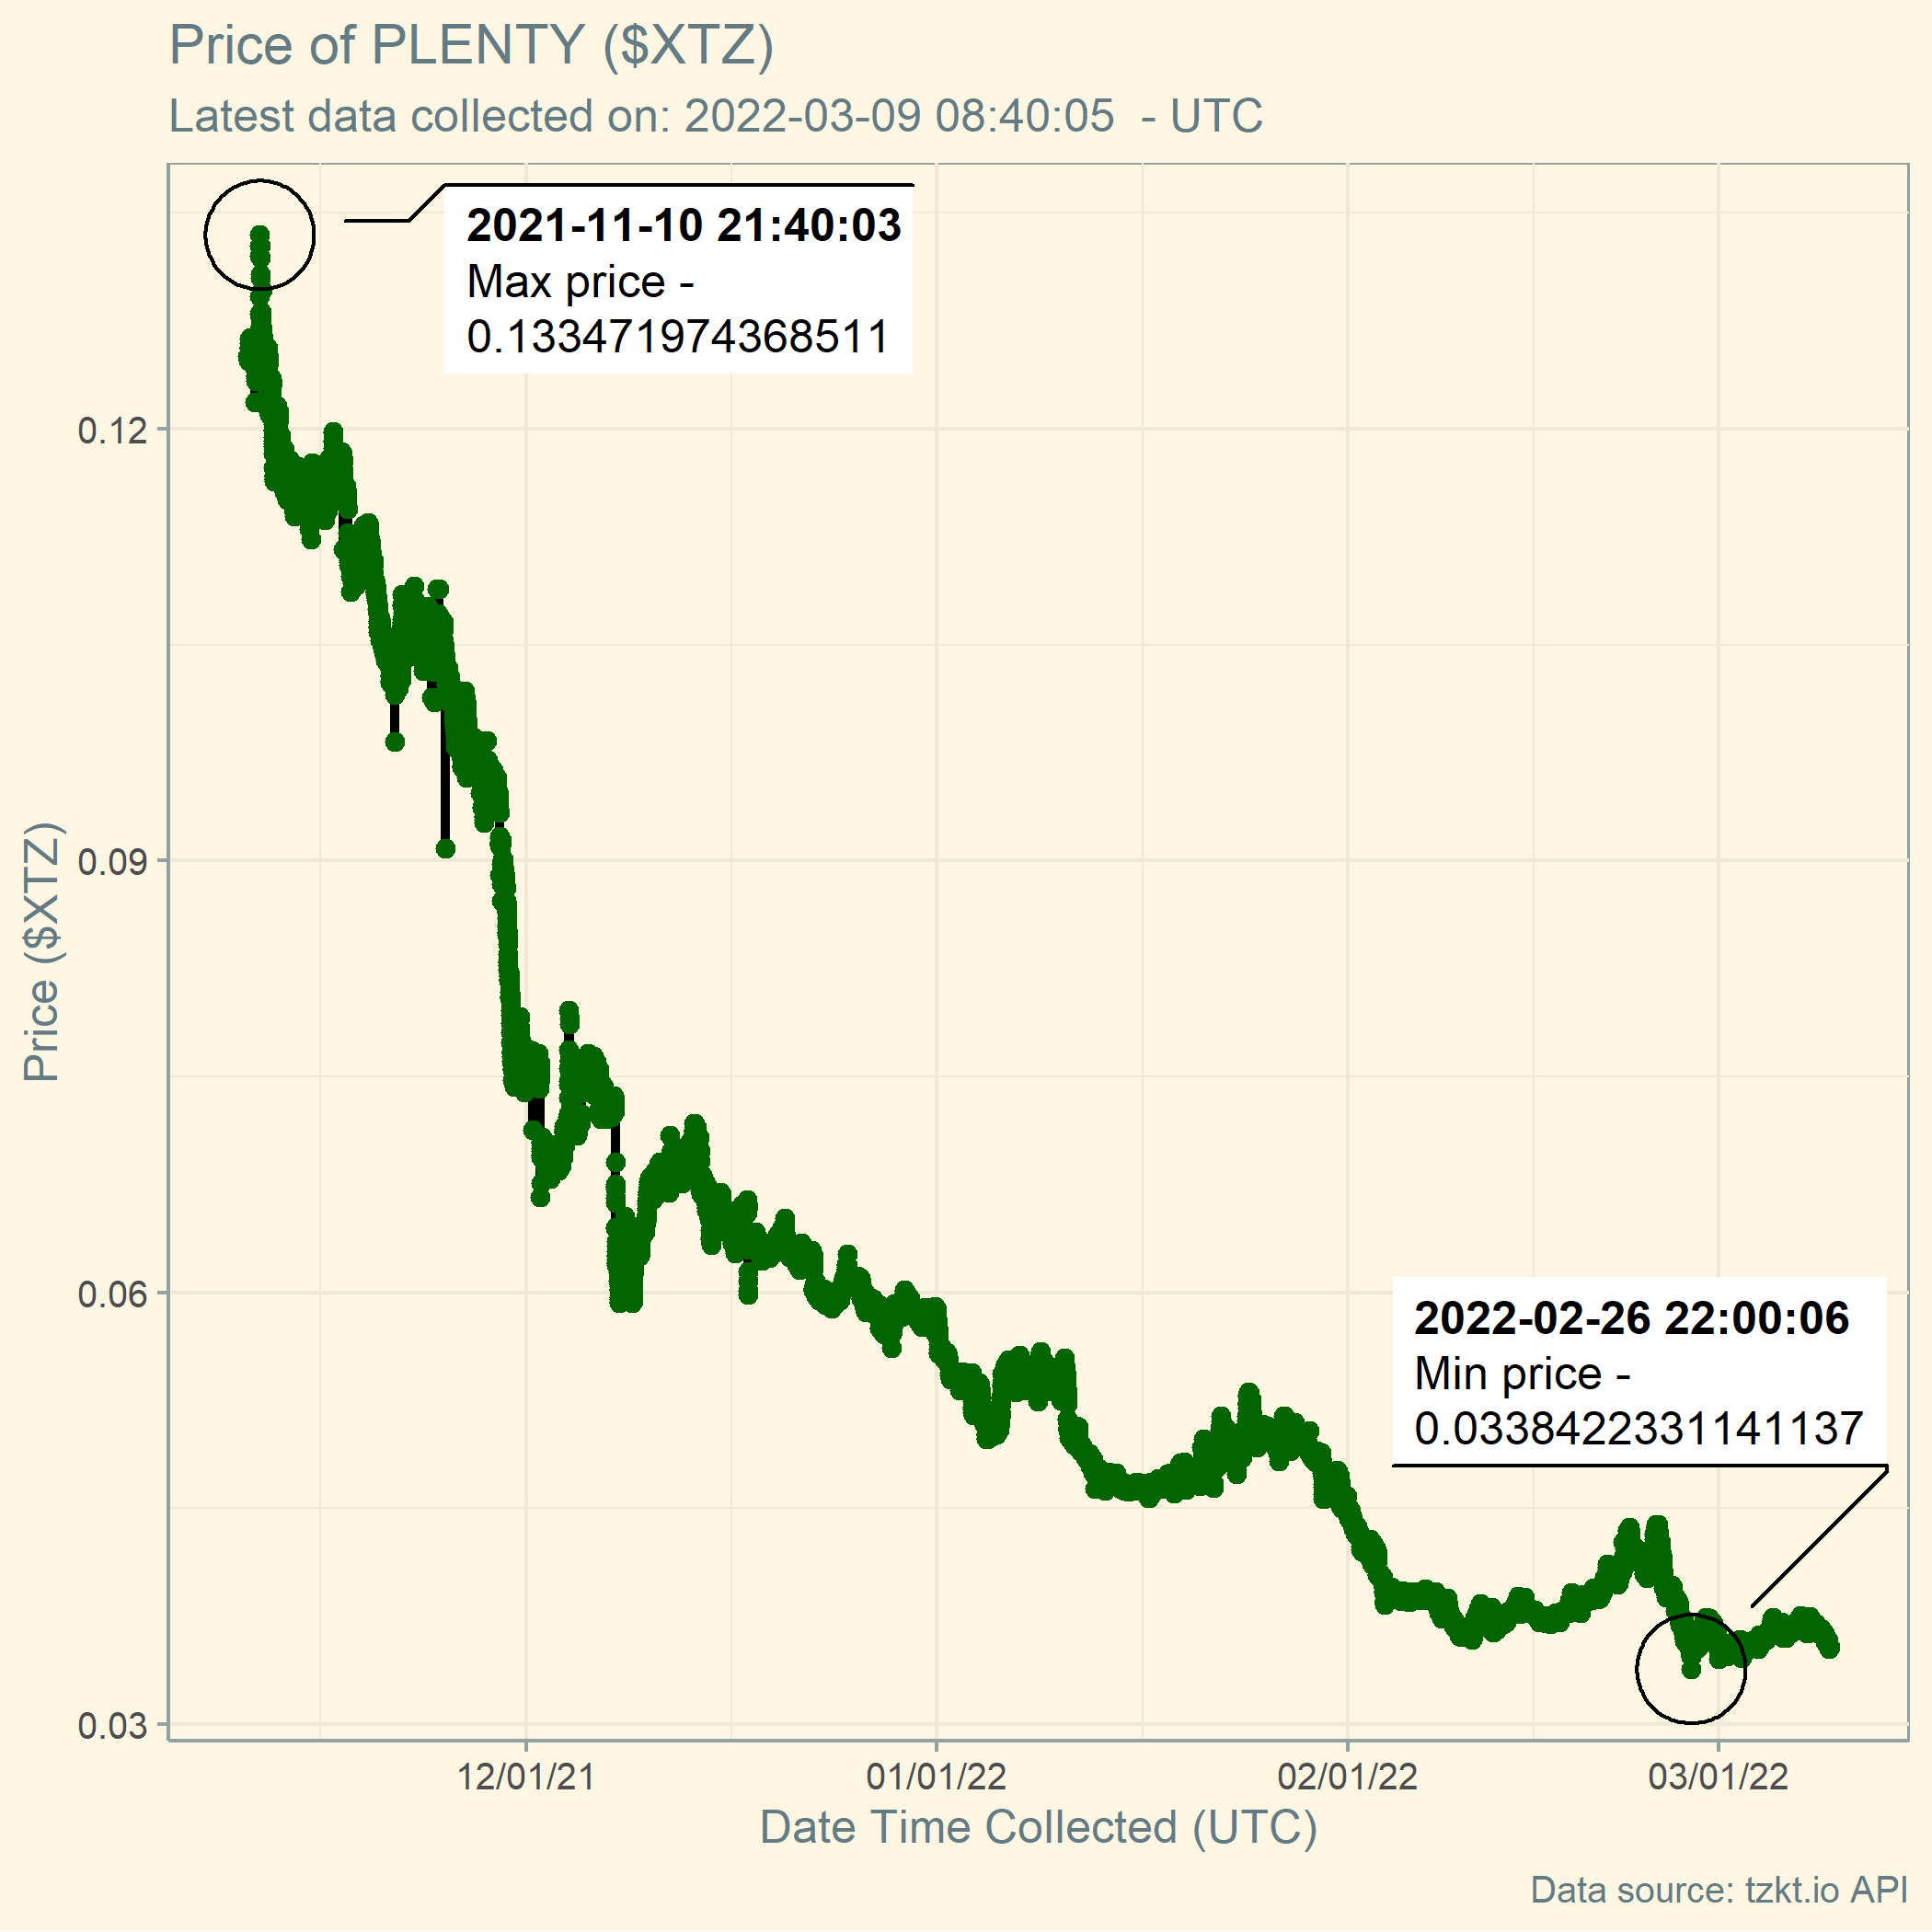 Price of PLENTY ($XTZ)
Latest data collected on: 2022-03-09 08:40:05  - UTC
2021-11-10 21:40:03
Max price -
0.133471974368511
0.12
0.09
0.06
0.03
Price ($XTZ)
2022-02-26 22:00:06
Min price -
0.0338422331141137
12/01/21
01/01/22
02/01/22
03/01/22
Date Time Collected (UTC)
Data source: tzkt.io API